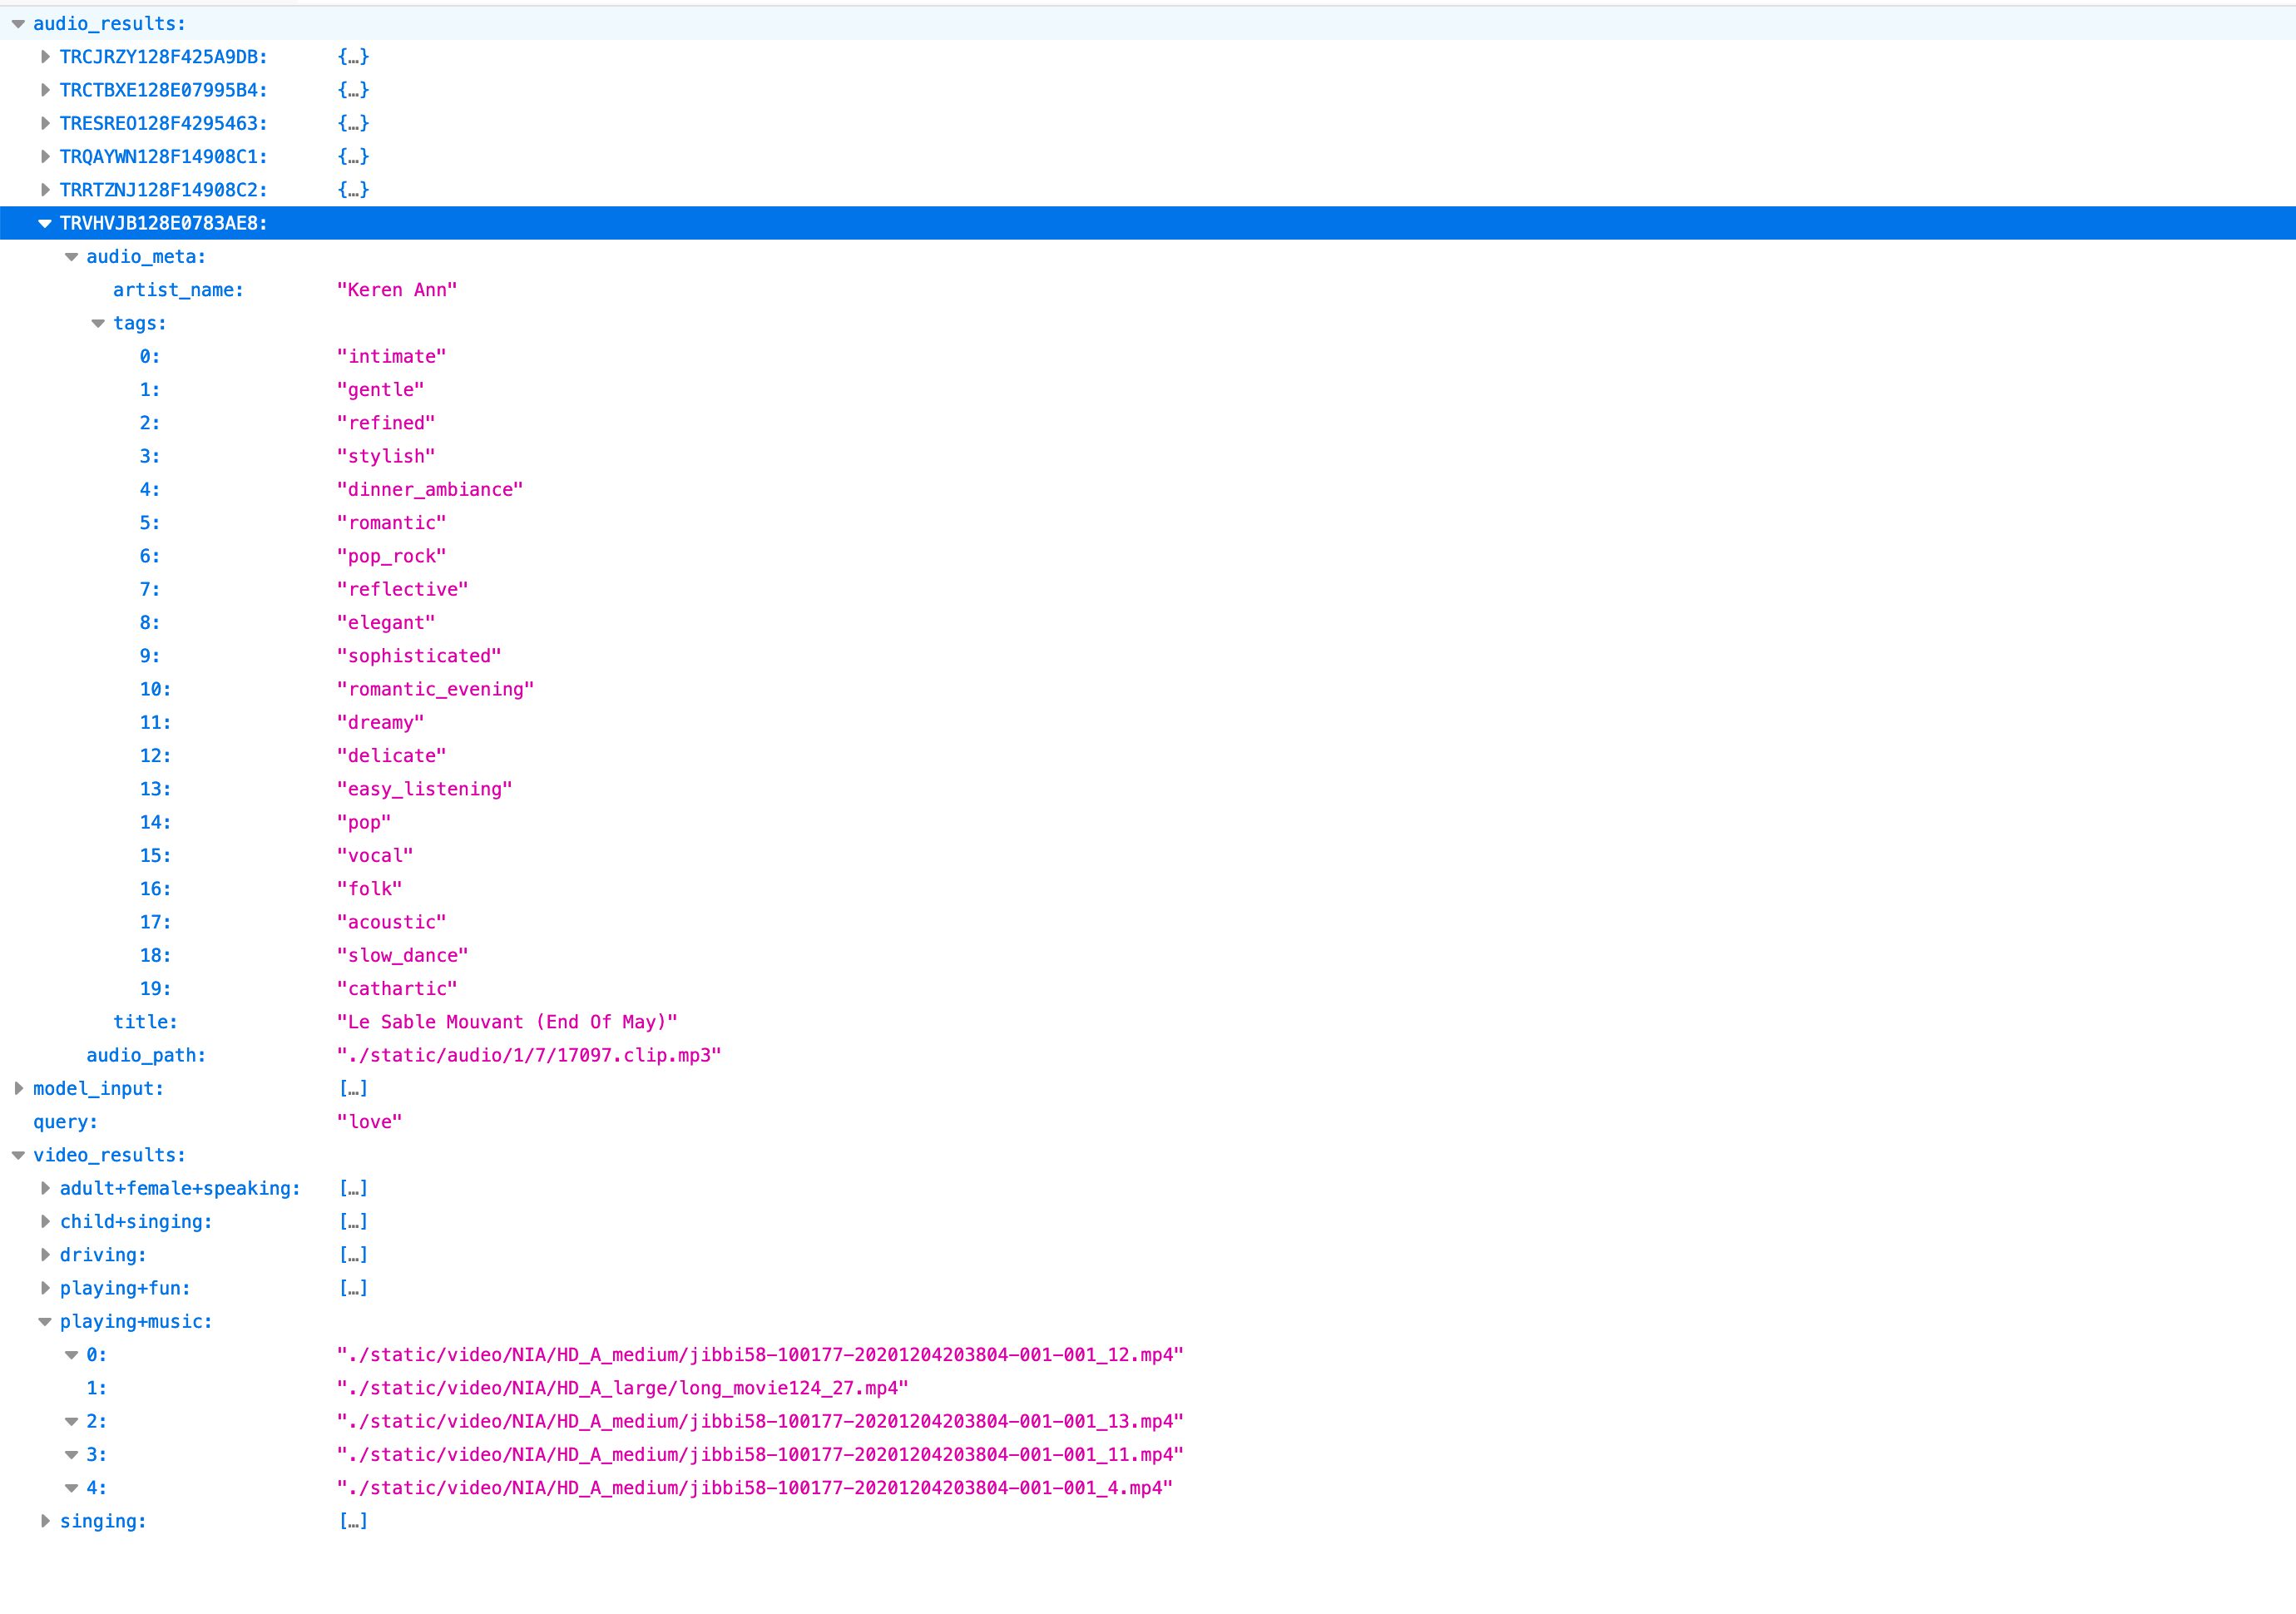 audio_results:
TRCJRZY128F425A9DB: {…}
TRCTBXE128E07995B4: {…}
TRESREO128F4295463: {…}
TRQAYWN128F14908C1: {…}
TRRTZNJ128F14908C2: {…}
TRVHVJB128E0783AE8:
audio_meta:
artist_name: "Keren Ann"
tags:
0: "intimate"
1: "gentle"
2: "refined"
3: "stylish"
4: "dinner_ambiance"
5: "romantic"
6: "pop_rock"
7: "reflective"
8: "elegant"
9: "sophisticated"
10: "romantic_evening"
11: "dreamy"
12: "delicate"
13: "easy_listening"
14: "pop"
15: "vocal"
16: "folk"
17: "acoustic"
18: "slow_dance"
19: "cathartic"
title: "Le Sable Mouvant (End Of May)"
audio_path: "./static/audio/1/7/17097.clip.mp3"
model_input: […]
query: "love"
video_results:
adult+female+speaking: […]
child+singing: […]
driving: […]
playing+fun: […]
playing+music:
0: "./static/video/NIA/HD_A_medium/jibbi58-100177-20201204203804-001-001_12.mp4"
1: "./static/video/NIA/HD_A_large/long_movie124_27.mp4"
2: "./static/video/NIA/HD_A_medium/jibbi58-100177-20201204203804-001-001_13.mp4"
3: "./static/video/NIA/HD_A_medium/jibbi58-100177-20201204203804-001-001_11.mp4"
4: "./static/video/NIA/HD_A_medium/jibbi58-100177-20201204203804-001-001_4.mp4"
singing: […]